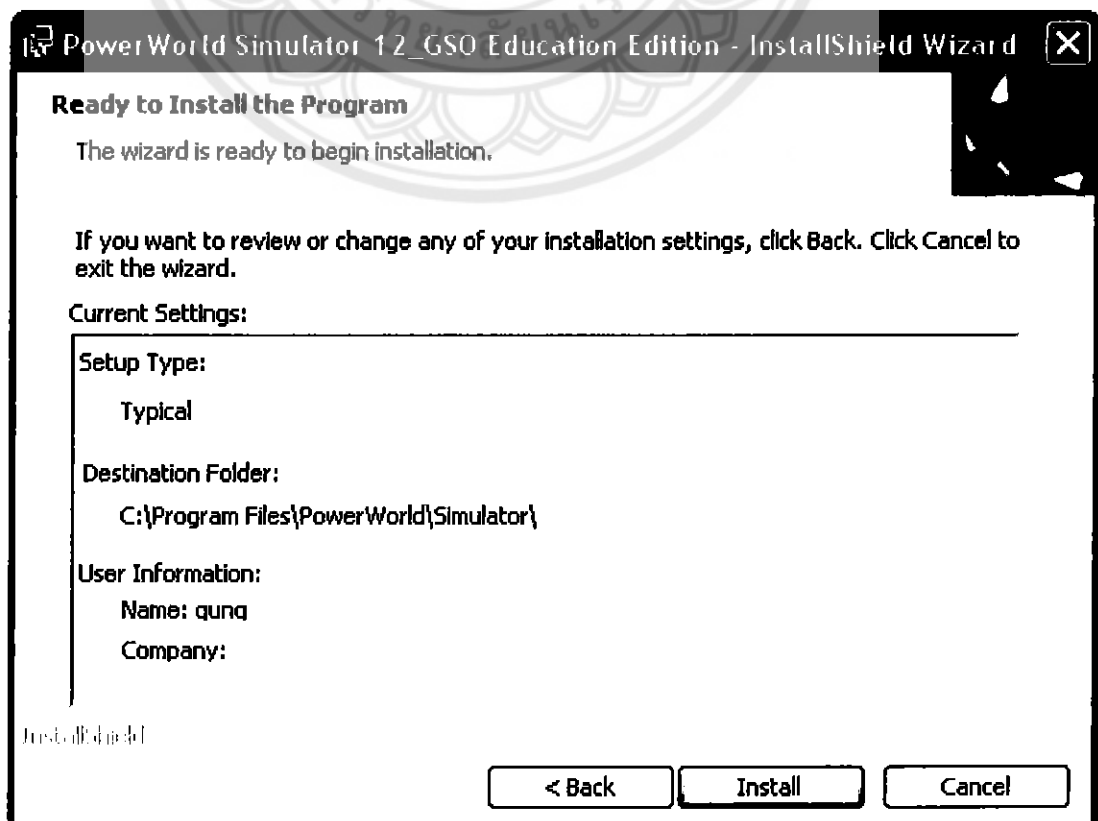 PowerWorld Simulator 12_GSO Education Edition - InstallShield Wizard
Ready to Install the Program
The wizard is ready to begin installation.
If you want to review or change any of your installation settings, click Back. Click Cancel to
exit the wizard.
Current Settings:
Setup Type:
Typical
Destination Folder:
C:\Program Files\PowerWorld\Simulator\
User Information:
Name: gung
Company:
InstallShield
< Back
Install
Cancel